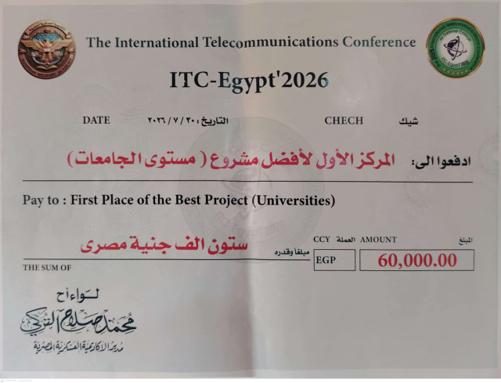 The International Telecommunications Conference
ITC-Egypt'2026
DATE التاريخ: ٢٠٢٦ / ٧ / ٢٠ CHECH شيك
ادفعوا الى: المركز الأول لأفضل مشروع ( مستوى الجامعات )
Pay to : First Place of the Best Project (Universities)
ستون الف جنية مصرى مبلغا وقدره CCY العملة AMOUNT المبلغ
THE SUM OF EGP 60,000.00
لـواء أح
محمد صلاح التركي
مدير الأكاديمية العسكرية المصرية